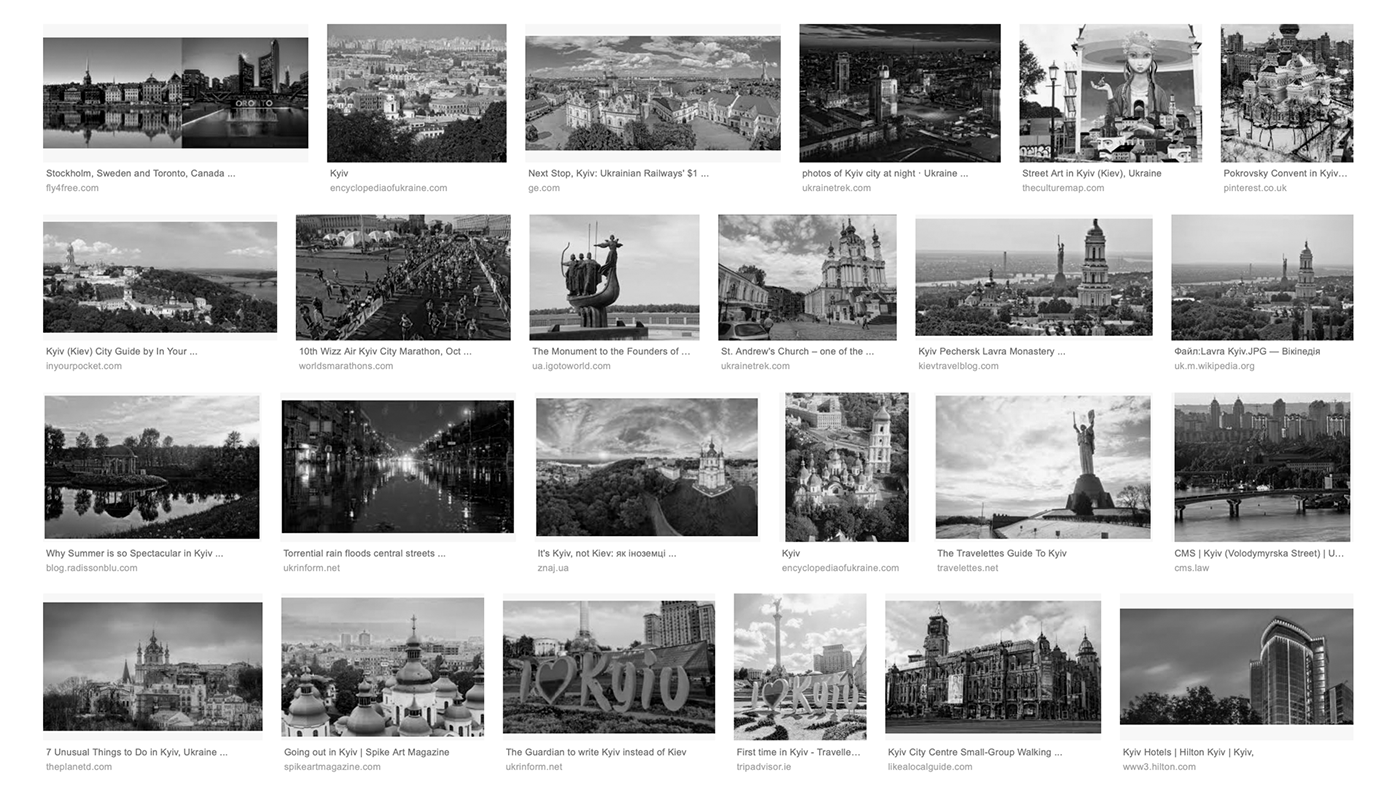 TORONTO
Stockholm, Sweden and Toronto, Canada ...
fly4free.com
Kyiv
encyclopediaofukraine.com
Next Stop, Kyiv: Ukrainian Railways' $1 ...
ge.com
photos of Kyiv city at night · Ukraine ...
ukrainetrek.com
Street Art in Kyiv (Kiev), Ukraine
theculturemap.com
Pokrovsky Convent in Kyiv...
pinterest.co.uk
Kyiv (Kiev) City Guide by In Your ...
inyourpocket.com
10th Wizz Air Kyiv City Marathon, Oct ...
worldsmarathons.com
The Monument to the Founders of ...
ua.igotoworld.com
St. Andrew's Church – one of the ...
ukrainetrek.com
Kyiv Pechersk Lavra Monastery ...
kievtravelblog.com
Файл:Lavra Kyiv.JPG — Вікіпедія
uk.m.wikipedia.org
Why Summer is so Spectacular in Kyiv ...
blog.radissonblu.com
Torrential rain floods central streets ...
ukrinform.net
It's Kyiv, not Kiev: як іноземці ...
znaj.ua
Kyiv
encyclopediaofukraine.com
The Travelettes Guide To Kyiv
travelettes.net
CMS | Kyiv (Volodymyrska Street) | U...
cms.law
I Kyiv
I Kyiv
7 Unusual Things to Do in Kyiv, Ukraine ...
theplanetd.com
Going out in Kyiv | Spike Art Magazine
spikeartmagazine.com
The Guardian to write Kyiv instead of Kiev
ukrinform.net
First time in Kyiv - Travelle...
tripadvisor.ie
Kyiv City Centre Small-Group Walking ...
likealocalguide.com
Kyiv Hotels | Hilton Kyiv | Kyiv,
www3.hilton.com